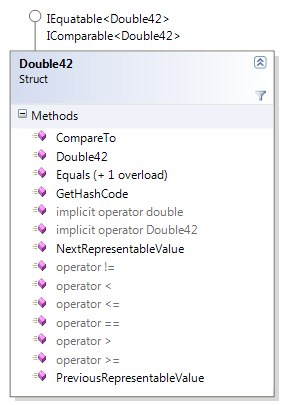 IEquatable<Double42>
IComparable<Double42>
Double42
Struct
Methods
CompareTo
Double42
Equals (+ 1 overload)
GetHashCode
implicit operator double
implicit operator Double42
NextRepresentableValue
operator !=
operator <
operator <=
operator ==
operator >
operator >=
PreviousRepresentableValue